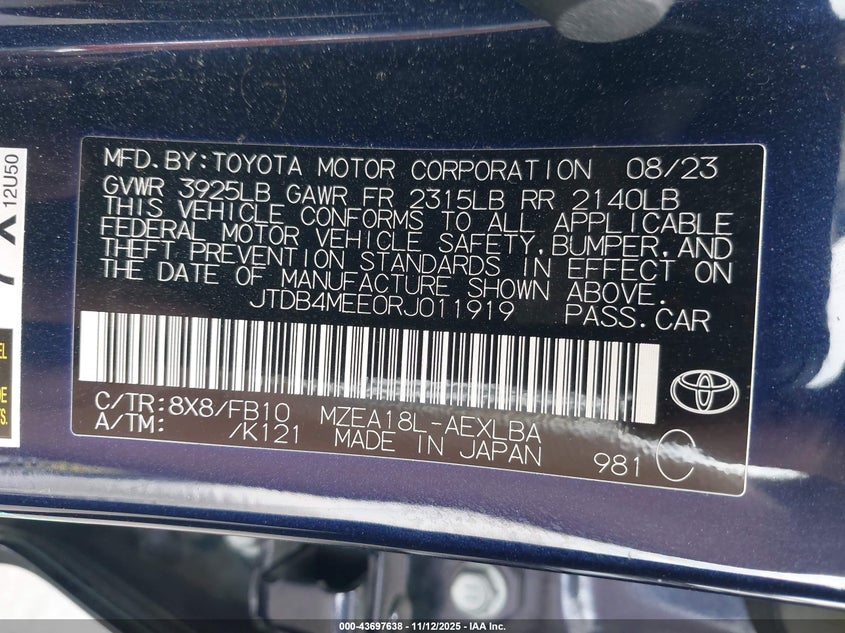 12U50
MFD.BY:TOYOTA MOTOR CORPORATION 08/23
GVWR 3925LB GAWR FR 2315LB RR 2140LB
THIS VEHICLE CONFORMS TO ALL APPLICABLE
FEDERAL MOTOR VEHICLE SAFETY,BUMPER,AND
THEFT PREVENTION STANDARDS IN EFFECT ON
THE DATE OF MANUFACTURE SHOWN ABOVE.
JTDB4MEE0RJ011919 PASS.CAR
C/TR:8X8/FB10 MZEA18L-AEXLBA
A/TM: /K121 MADE IN JAPAN 981 C
000-43697638 - 11/12/2025 - IAA Inc.